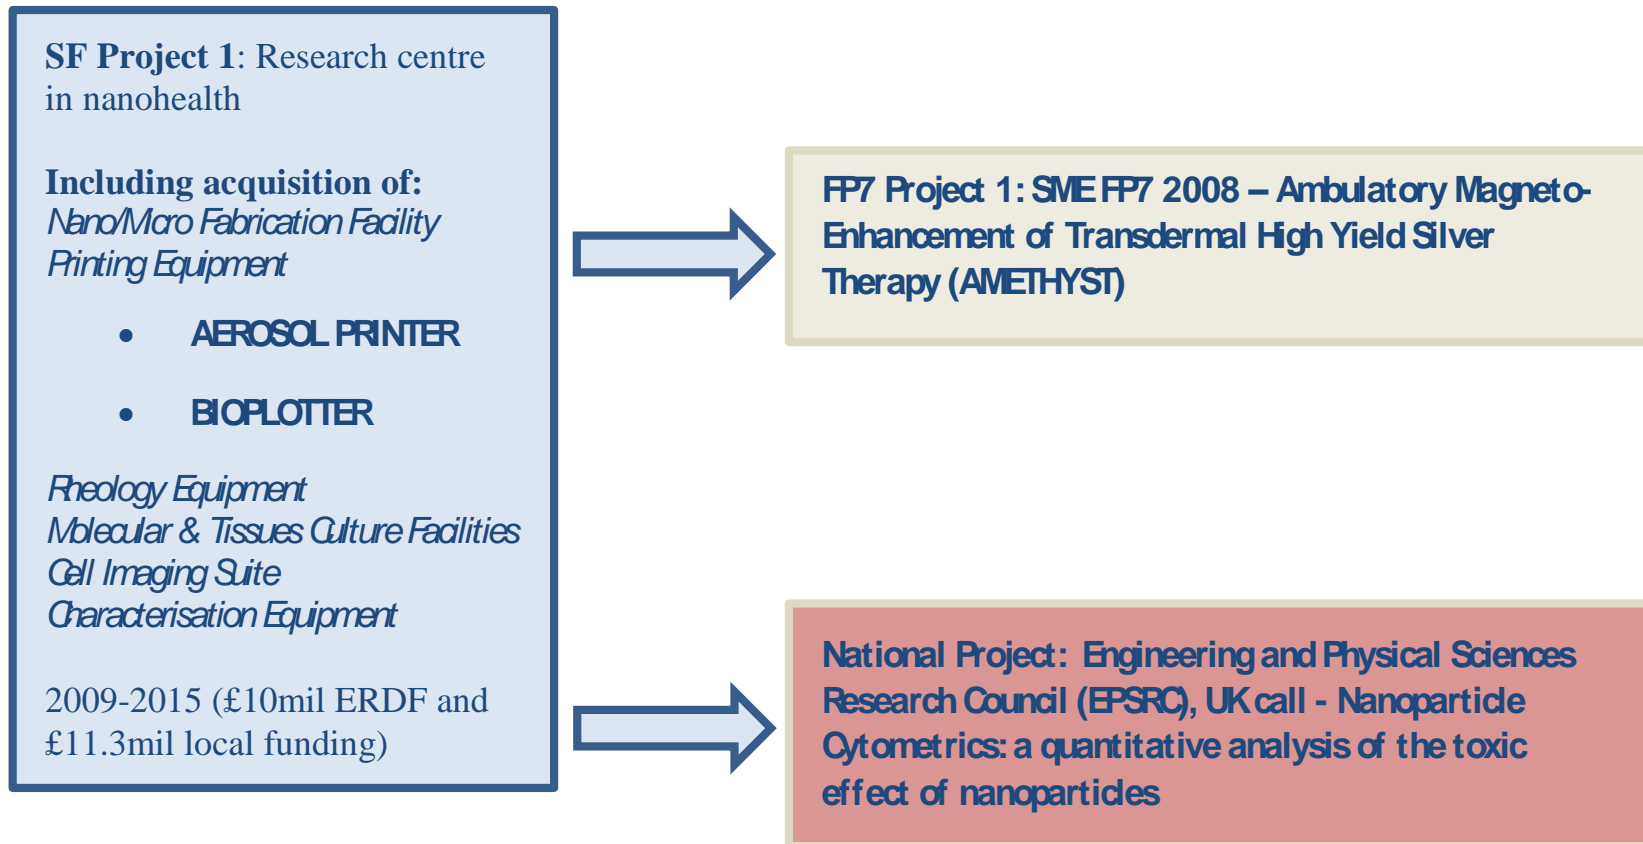 SF Project 1: Research centre
in nanohealth
Including acquisition of:
Nano/Micro Fabrication Facility
Printing Equipment
• AEROSOL PRINTER
• BIOPLOTTER
Rheology Equipment
Molecular & Tissues Culture Facilities
Cell Imaging Suite
Characterisation Equipment
2009-2015 (£10mil ERDF and
£11.3mil local funding)
FP7 Project 1: SME FP7 2008 – Ambulatory Magneto-
Enhancement of Transdermal High Yield Silver
Therapy (AMETHYST)
National Project: Engineering and Physical Sciences
Research Council (EPSRC), UK call - Nanoparticle
Cytometrics: a quantitative analysis of the toxic
effect of nanoparticles